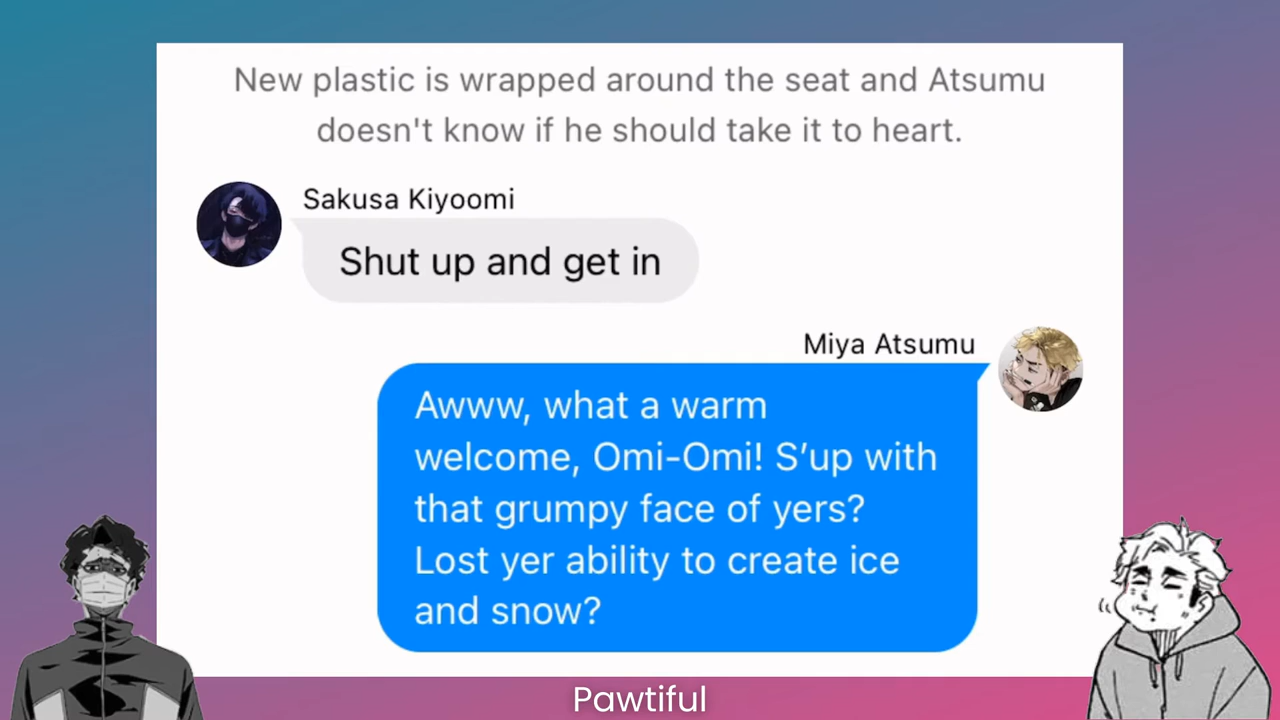 New plastic is wrapped around the seat and Atsumu
doesn't know if he should take it to heart.
Sakusa Kiyoomi
Shut up and get in
Miya Atsumu
Awww, what a warm
welcome, Omi-Omi! S’up with
that grumpy face of yers?
Lost yer ability to create ice
and snow?
Pawtiful